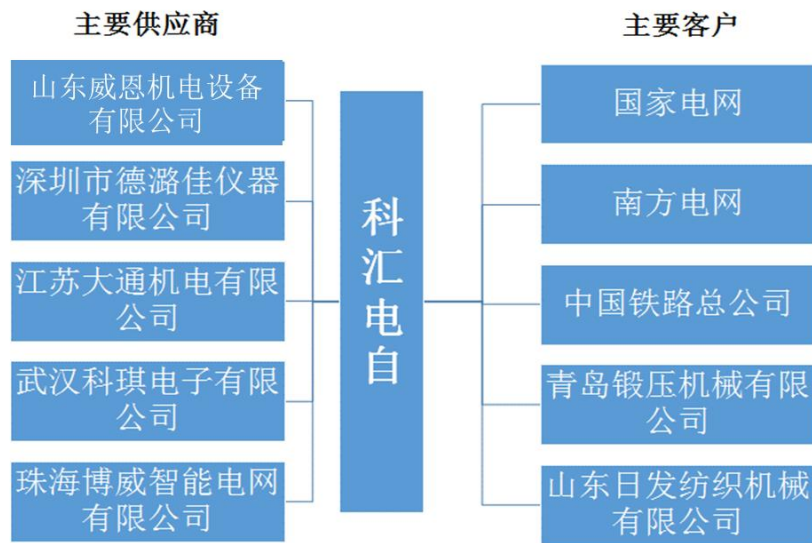 主要供应商
山东威恩机电设备
有限公司
深圳市德潞佳仪器
有限公司
江苏大通机电有限
公司
武汉科琪电子有限
公司
珠海博威智能电网
有限公司
科汇电自
主要客户
国家电网
南方电网
中国铁路总公司
青岛锻压机械有限
公司
山东日发纺织机械
有限公司